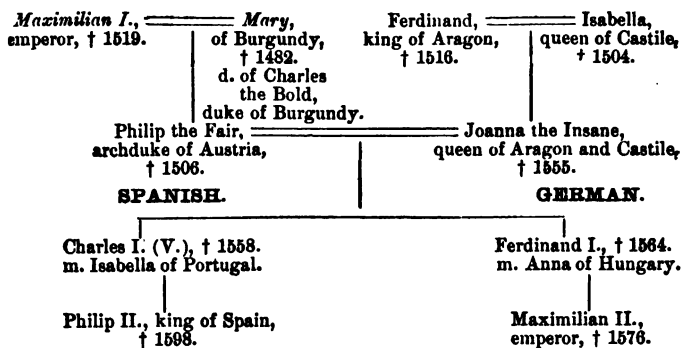 Maximilian I., Mary, Ferdinand, Isabella,
emperor, † 1519. of Burgundy, king of Aragon, queen of Castile,
† 1482. † 1516. † 1504.
d. of Charles
the Bold,
duke of Burgundy.
Philip the Fair, Joanna the Insane,
archduke of Austria, queen of Aragon and Castile,
† 1506. † 1555.
SPANISH. GERMAN.
Charles I. (V.), † 1558. Ferdinand I., † 1564.
m. Isabella of Portugal. m. Anna of Hungary.
Philip II., king of Spain, Maximilian II.,
† 1598. emperor, † 1576.